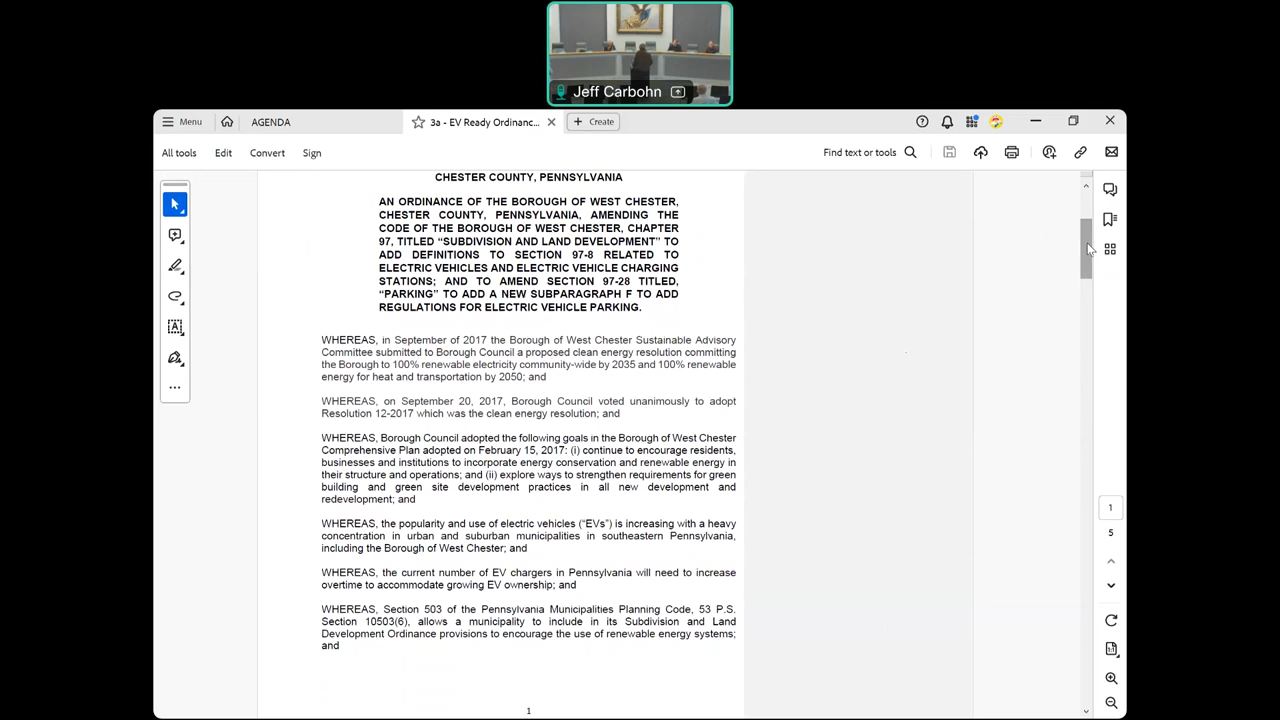 Jeff Carbohn
Menu
AGENDA
3a - EV Ready Ordinanc...
Create
All tools
Edit
Convert
Sign
Find text or tools
CHESTER COUNTY, PENNSYLVANIA
AN ORDINANCE OF THE BOROUGH OF WEST CHESTER,
CHESTER COUNTY, PENNSYLVANIA, AMENDING THE
CODE OF THE BOROUGH OF WEST CHESTER, CHAPTER
97, TITLED “SUBDIVISION AND LAND DEVELOPMENT” TO
ADD DEFINITIONS TO SECTION 97-8 RELATED TO
ELECTRIC VEHICLES AND ELECTRIC VEHICLE CHARGING
STATIONS; AND TO AMEND SECTION 97-28 TITLED,
“PARKING” TO ADD A NEW SUBPARAGRAPH F TO ADD
REGULATIONS FOR ELECTRIC VEHICLE PARKING.
WHEREAS, in September of 2017 the Borough of West Chester Sustainable Advisory
Committee submitted to Borough Council a proposed clean energy resolution committing
the Borough to 100% renewable electricity community-wide by 2035 and 100% renewable
energy for heat and transportation by 2050; and
WHEREAS, on September 20, 2017, Borough Council voted unanimously to adopt
Resolution 12-2017 which was the clean energy resolution; and
WHEREAS, Borough Council adopted the following goals in the Borough of West Chester
Comprehensive Plan adopted on February 15, 2017: (i) continue to encourage residents,
businesses and institutions to incorporate energy conservation and renewable energy in
their structure and operations; and (ii) explore ways to strengthen requirements for green
building and green site development practices in all new development and
redevelopment; and
WHEREAS, the popularity and use of electric vehicles (“EVs”) is increasing with a heavy
concentration in urban and suburban municipalities in southeastern Pennsylvania,
including the Borough of West Chester; and
WHEREAS, the current number of EV chargers in Pennsylvania will need to increase
overtime to accommodate growing EV ownership; and
WHEREAS, Section 503 of the Pennsylvania Municipalities Planning Code, 53 P.S.
Section 10503(6), allows a municipality to include in its Subdivision and Land
Development Ordinance provisions to encourage the use of renewable energy systems;
and
1
1
5